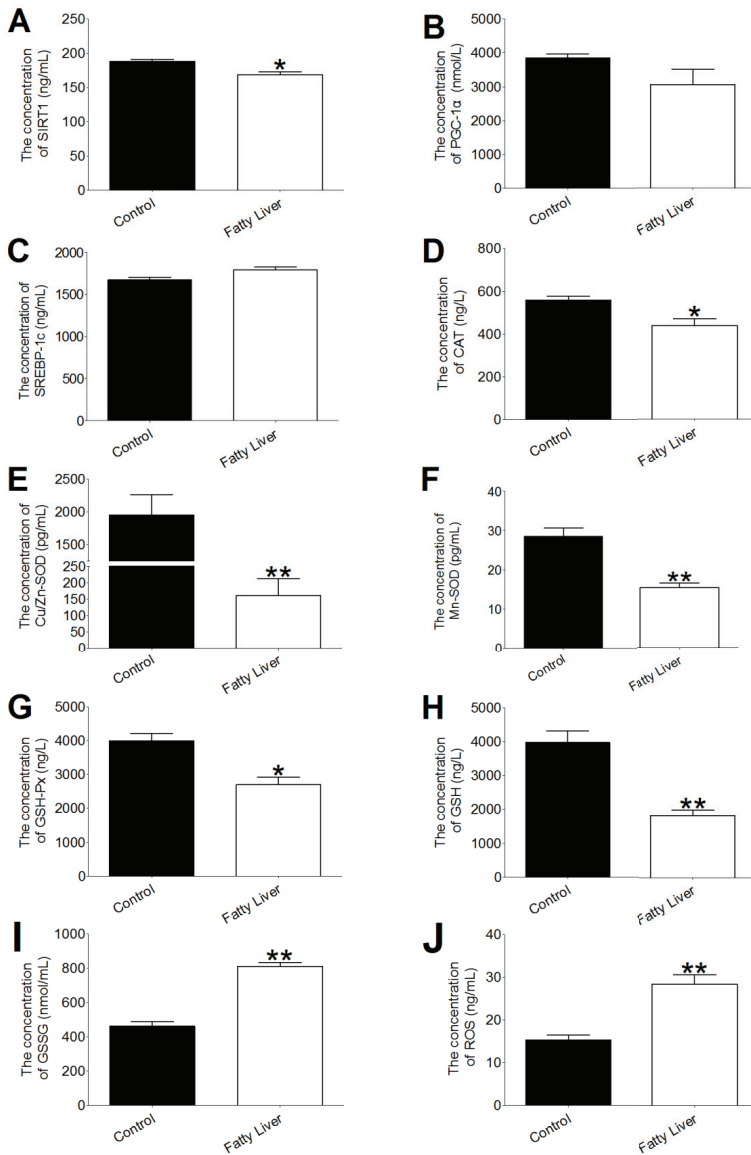 A
The concentration
of SIRT1 (ng/mL)
250
200
150
100
50
0
*
Control
Fatty Liver
B
The concentration
of PGC-1α (nmol/L)
5000
4000
3000
2000
1000
0
Control
Fatty Liver
C
The concentration of
SREBP-1c (ng/mL)
2000
1500
1000
500
0
Control
Fatty Liver
D
The concentration
of CAT (ng/L)
800
600
400
200
0
*
Control
Fatty Liver
E
The concentration of
Cu/Zn-SOD (pg/mL)
2500
2000
1500
250
200
150
100
50
0
**
Control
Fatty Liver
F
The concentration of
Mn-SOD (pg/mL)
40
30
20
10
0
**
Control
Fatty Liver
G
The concentration
of GSH-Px (ng/L)
5000
4000
3000
2000
1000
0
*
Control
Fatty Liver
H
The concentration
of GSH (ng/L)
5000
4000
3000
2000
1000
0
**
Control
Fatty Liver
I
The concentration
of GSSG (nmol/mL)
1000
800
600
400
200
0
**
Control
Fatty Liver
J
The concentration
of ROS (ng/mL)
40
30
20
10
0
**
Control
Fatty Liver